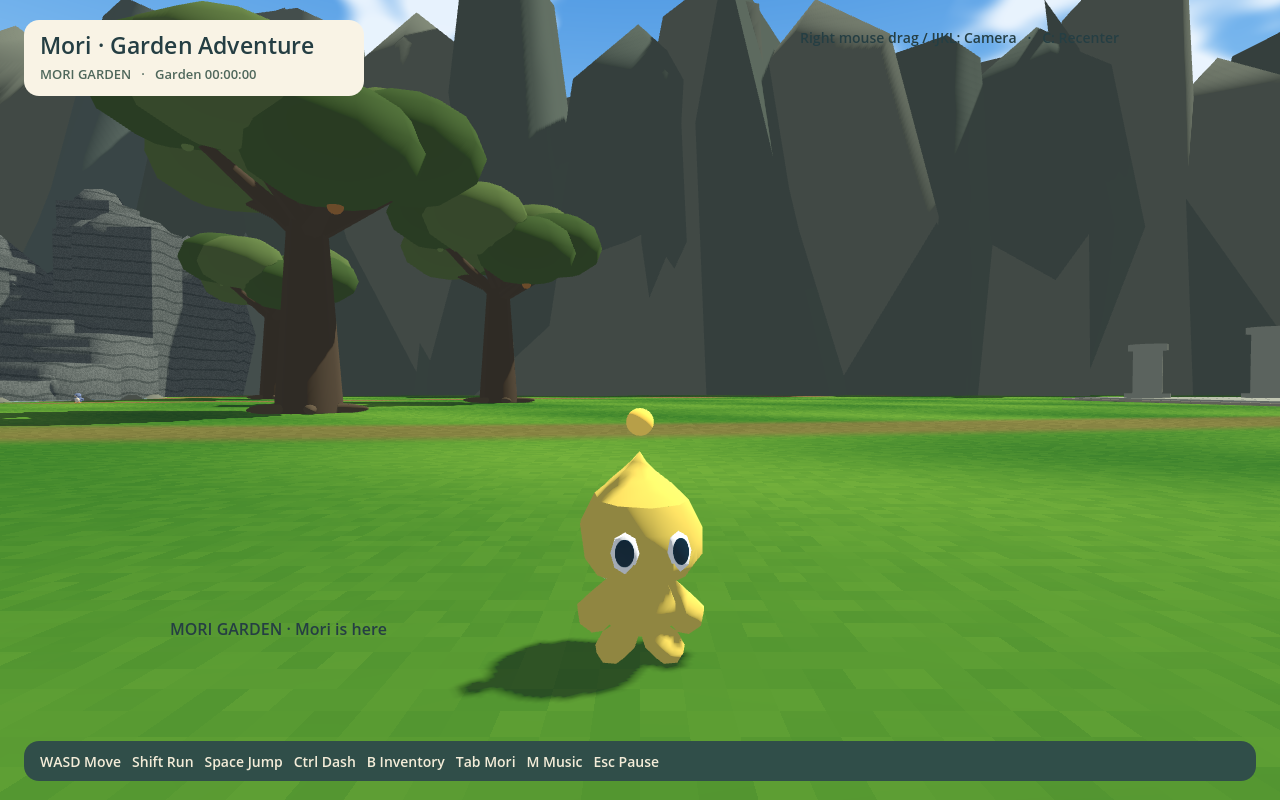 Mori · Garden Adventure
MORI GARDEN · Garden 00:00:00
Right mouse drag / IJKL: Camera · Recenter
MORI GARDEN · Mori is here
WASD Move Shift Run Space Jump Ctrl Dash B Inventory Tab Mori M Music Esc Pause